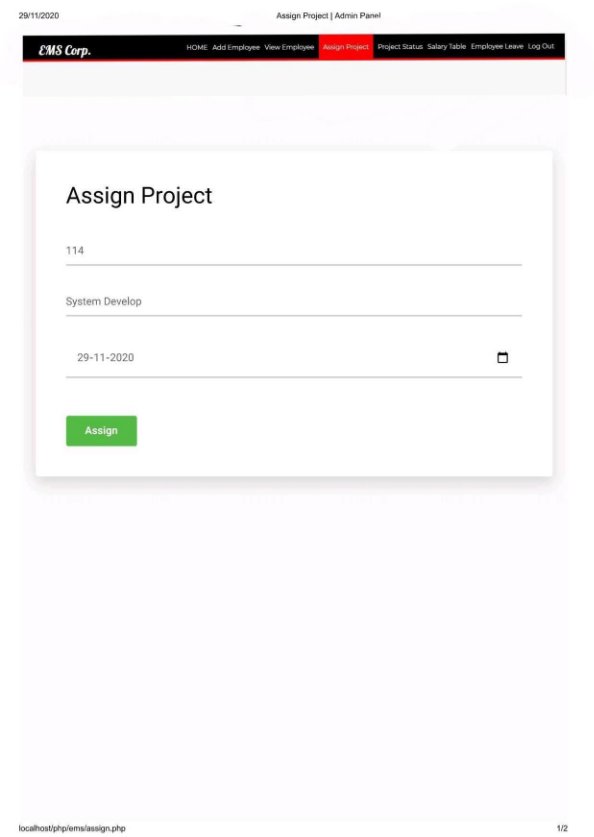 29/11/2020 Assign Project | Admin Panel
EMS Corp. HOME Add Employee View Employee Assign Project Project Status Salary Table Employee Leave Log Out
Assign Project
114
System Develop
29-11-2020
Assign
localhost/php/ems/assign.php 1/2